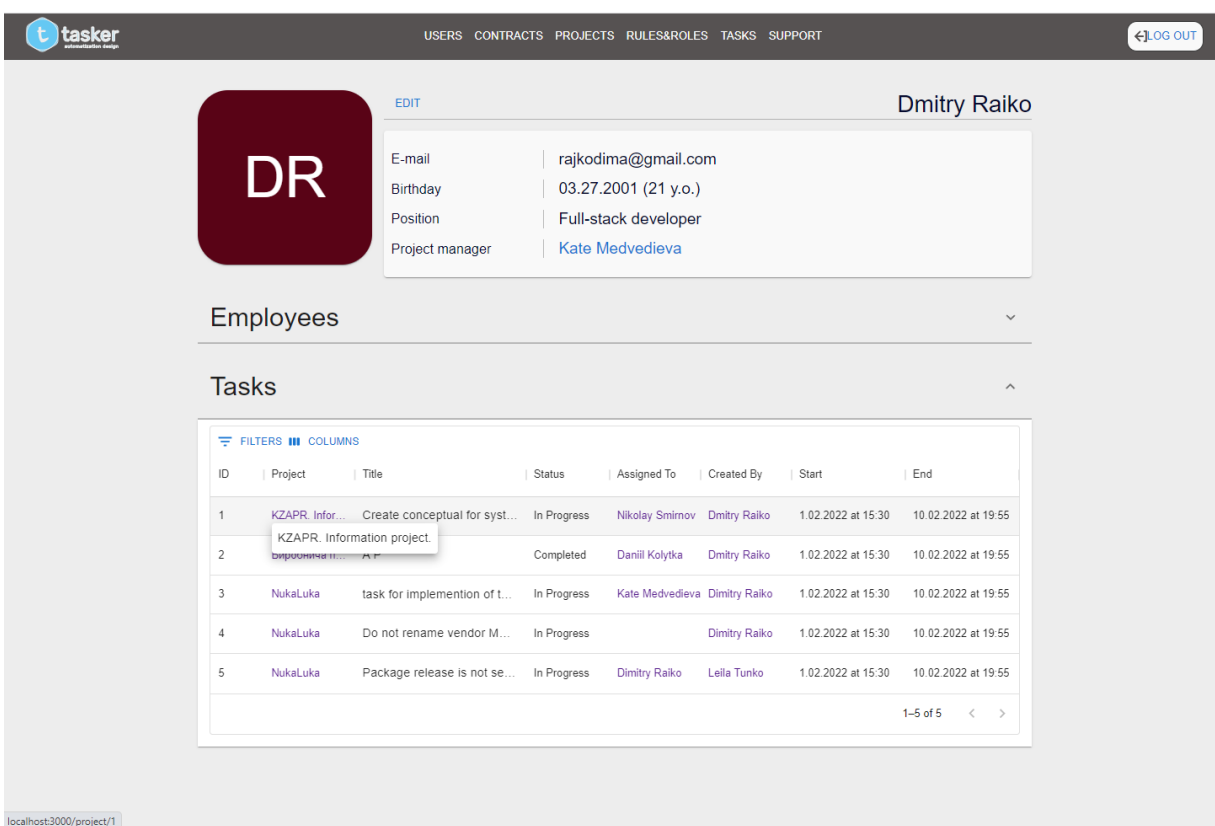 tasker
automatization design
USERS CONTRACTS PROJECTS RULES&ROLES TASKS SUPPORT
LOG OUT
DR
EDIT
Dmitry Raiko
E-mail rajkodima@gmail.com
Birthday 03.27.2001 (21 y.o.)
Position Full-stack developer
Project manager Kate Medvedieva
Employees
Tasks
FILTERS COLUMNS
ID Project Title Status Assigned To Created By Start End
1 KZAPR. Infor... Create conceptual for syst... In Progress Nikolay Smirnov Dmitry Raiko 1.02.2022 at 15:30 10.02.2022 at 19:55
KZAPR. Information project.
2 Completed Daniil Kolytka Dmitry Raiko 1.02.2022 at 15:30 10.02.2022 at 19:55
3 NukaLuka task for implemention of t... In Progress Kate Medvedieva Dimitry Raiko 1.02.2022 at 15:30 10.02.2022 at 19:55
4 NukaLuka Do not rename vendor M... In Progress Dimitry Raiko 1.02.2022 at 15:30 10.02.2022 at 19:55
5 NukaLuka Package release is not se... In Progress Dimitry Raiko Leila Tunko 1.02.2022 at 15:30 10.02.2022 at 19:55
1–5 of 5
localhost:3000/project/1